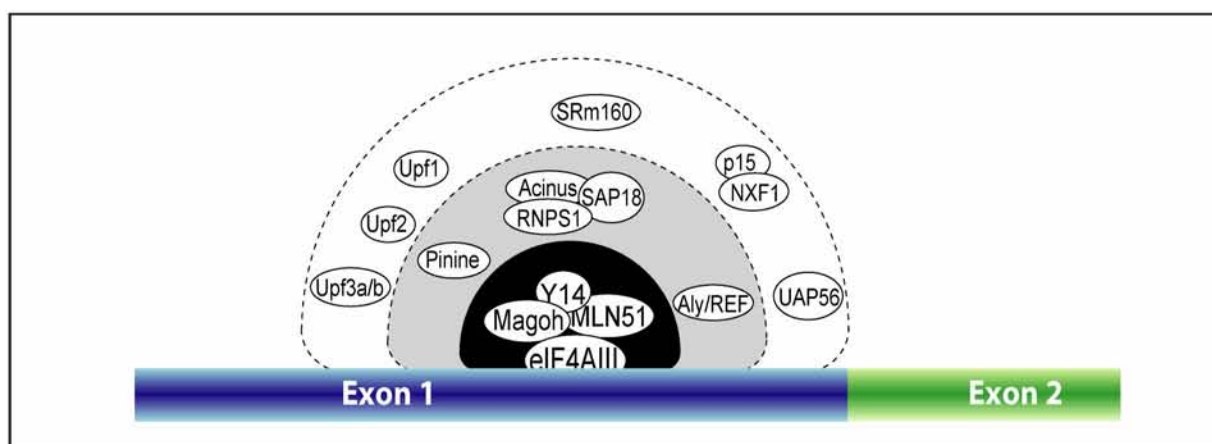 SRm160
Upf1
p15
NXF1
Acinus
SAP18
RNPS1
Upf2
Pinine
Upf3a/b
Y14
Magoh
MLN51
Aly/REF
UAP56
eIF4AIII
Exon 1
Exon 2